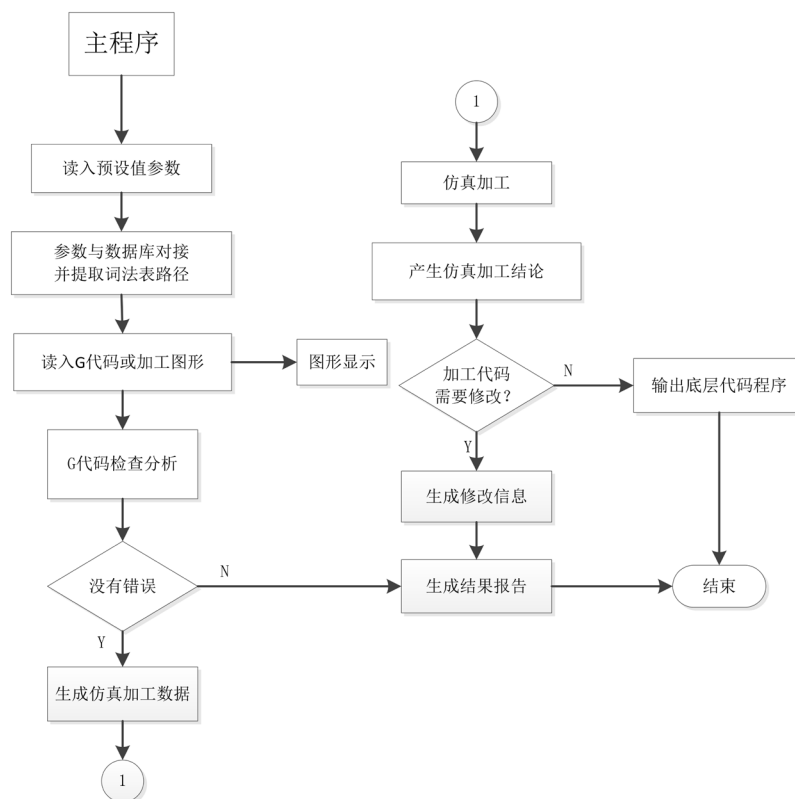 主程序
读入预设值参数
参数与数据库对接
并提取词法表路径
读入G代码或加工图形
图形显示
G代码检查分析
没有错误
N
Y
生成仿真加工数据
1
1
仿真加工
产生仿真加工结论
加工代码
需要修改？
N
输出底层代码程序
Y
生成修改信息
生成结果报告
结束